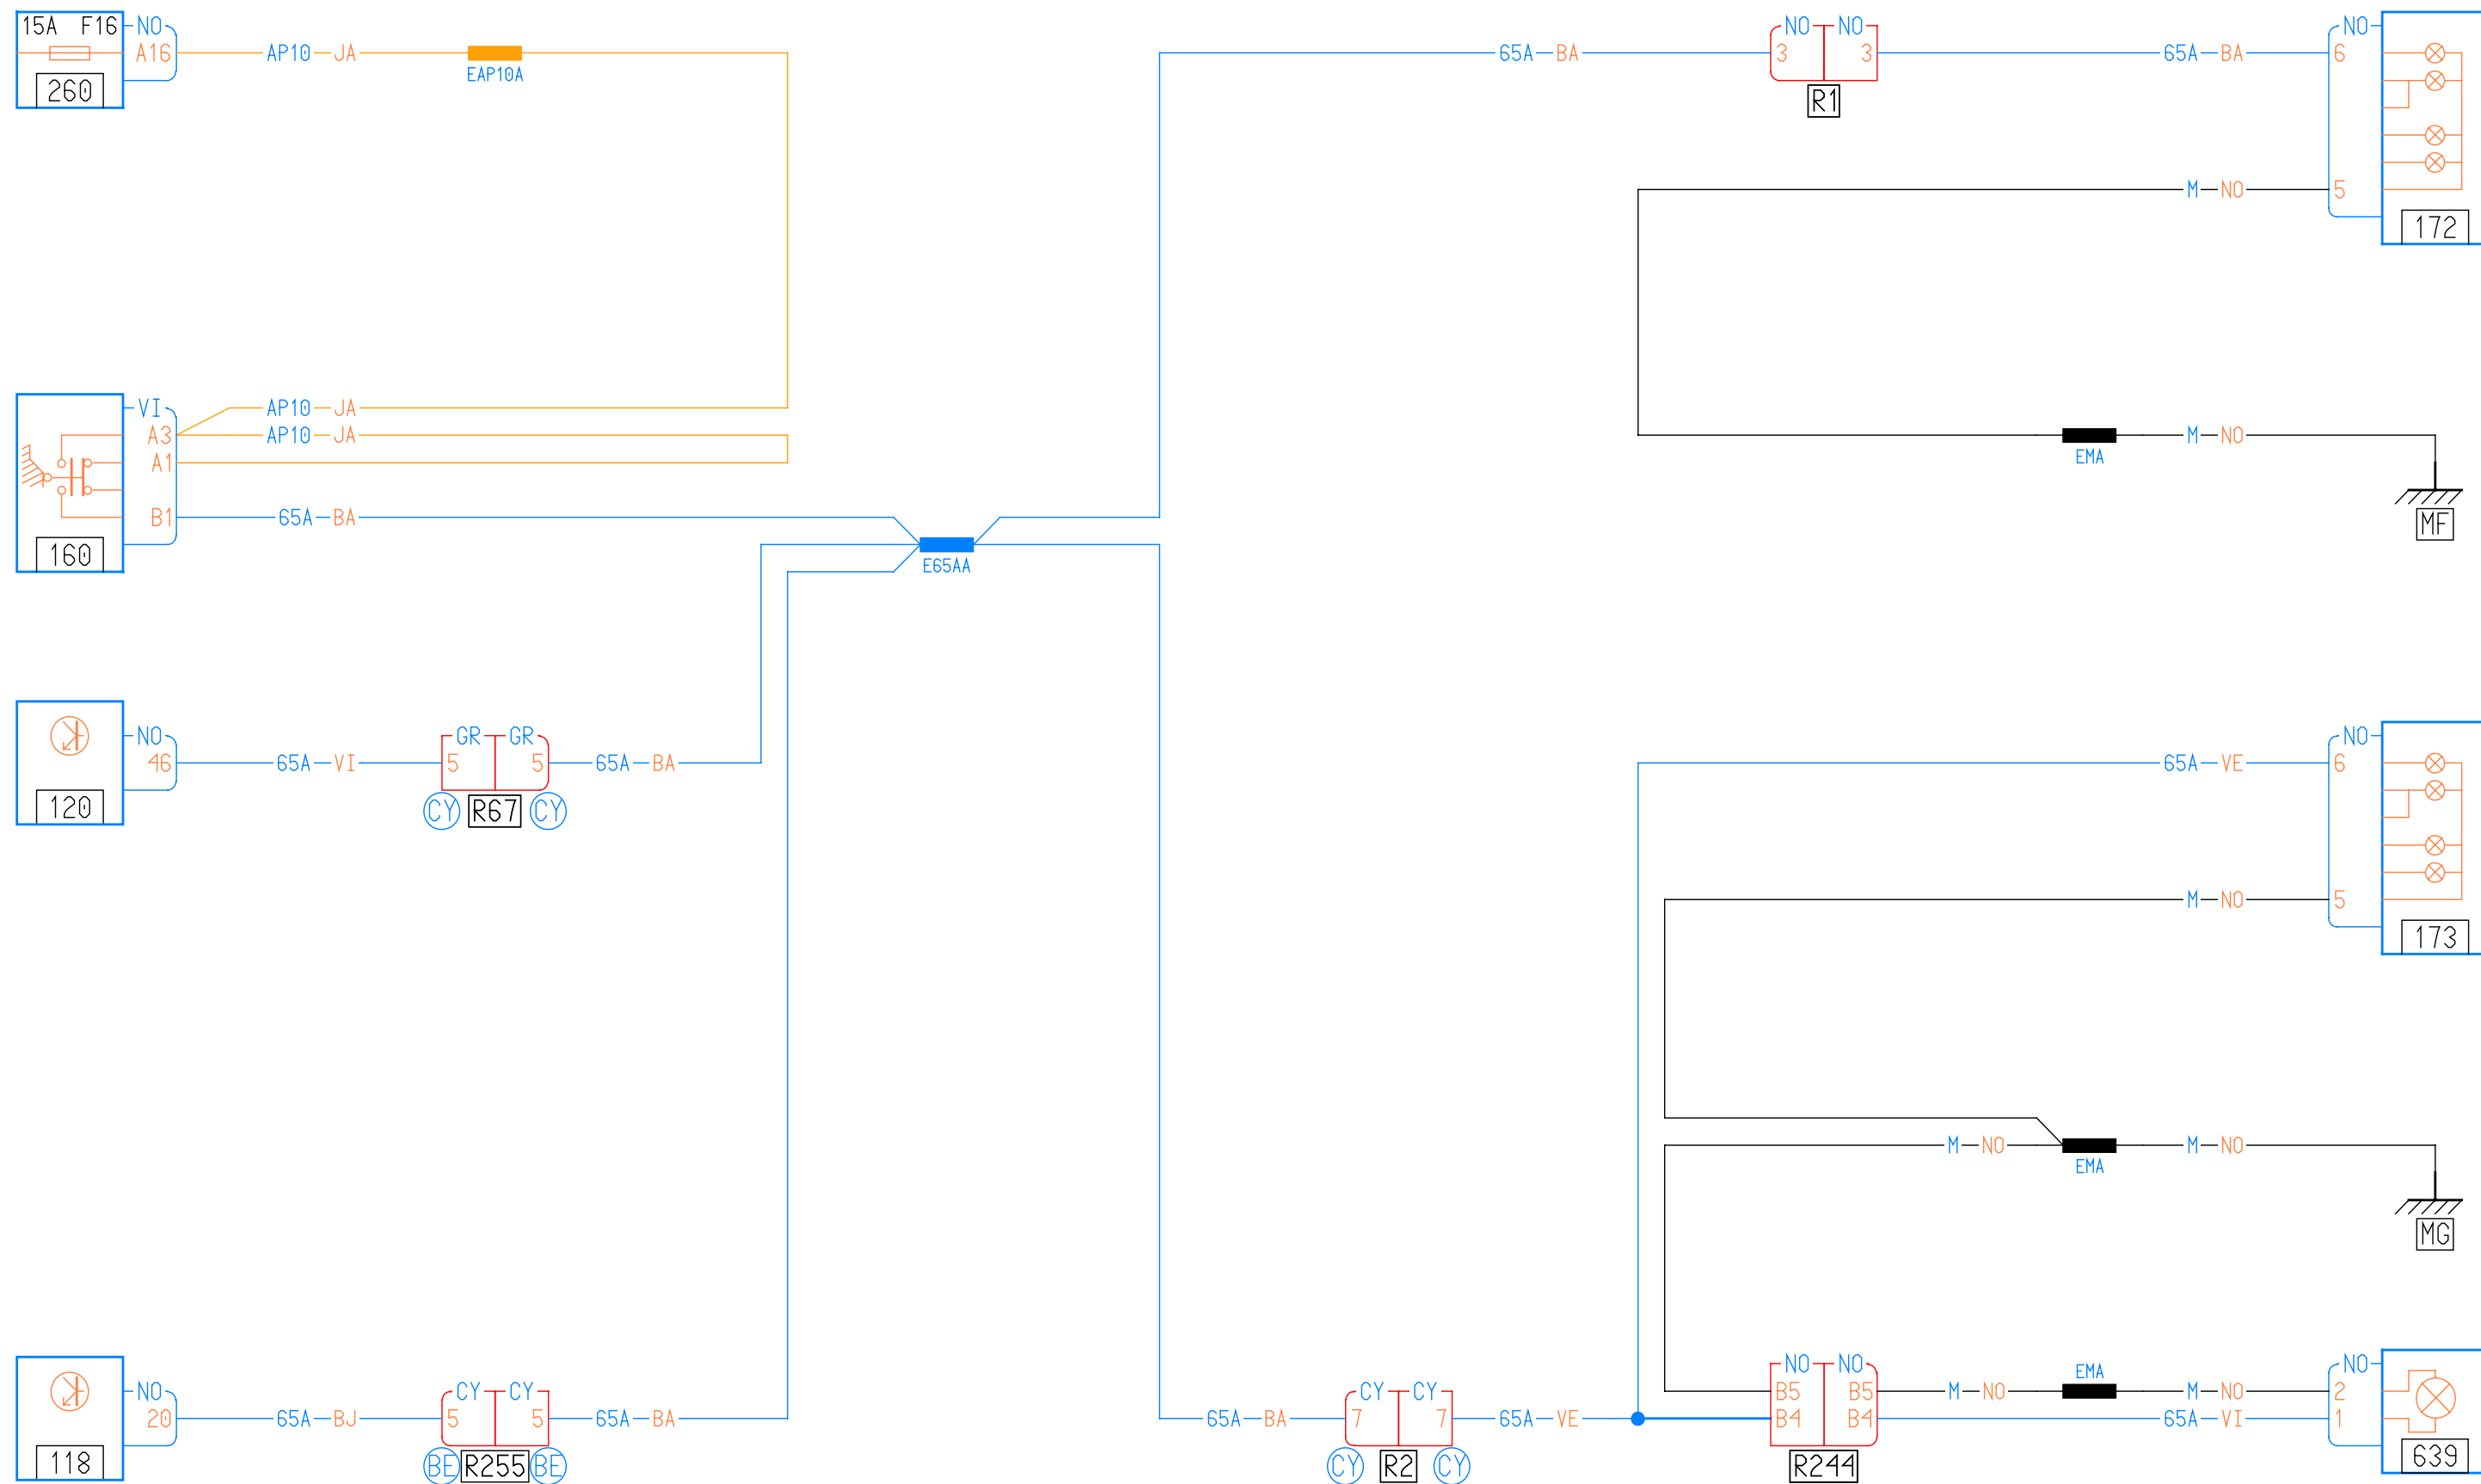 15A F16 NO NO NO NO
A16 AP10 JA 65A BA 3 3 65A BA 6
EAP10A
260 R1
M NO 5
172
VI AP10 JA
A3 AP10 JA EMA M NO
A1
B1 65A BA MF
160 E65AA
NO GR GR NO
46 65A VI 5 5 65A BA 65A VE 6
120 CY R67 CY
M NO 5
173
M NO M NO
EMA
MG
NO NO EMA NO
NO CY CY CY CY B5 B5 M NO M NO 2
20 65A BJ 5 5 65A BA 65A BA 7 7 65A VE B4 B4 65A VI 1
118 BE R255 BE CY R2 CY R244 639